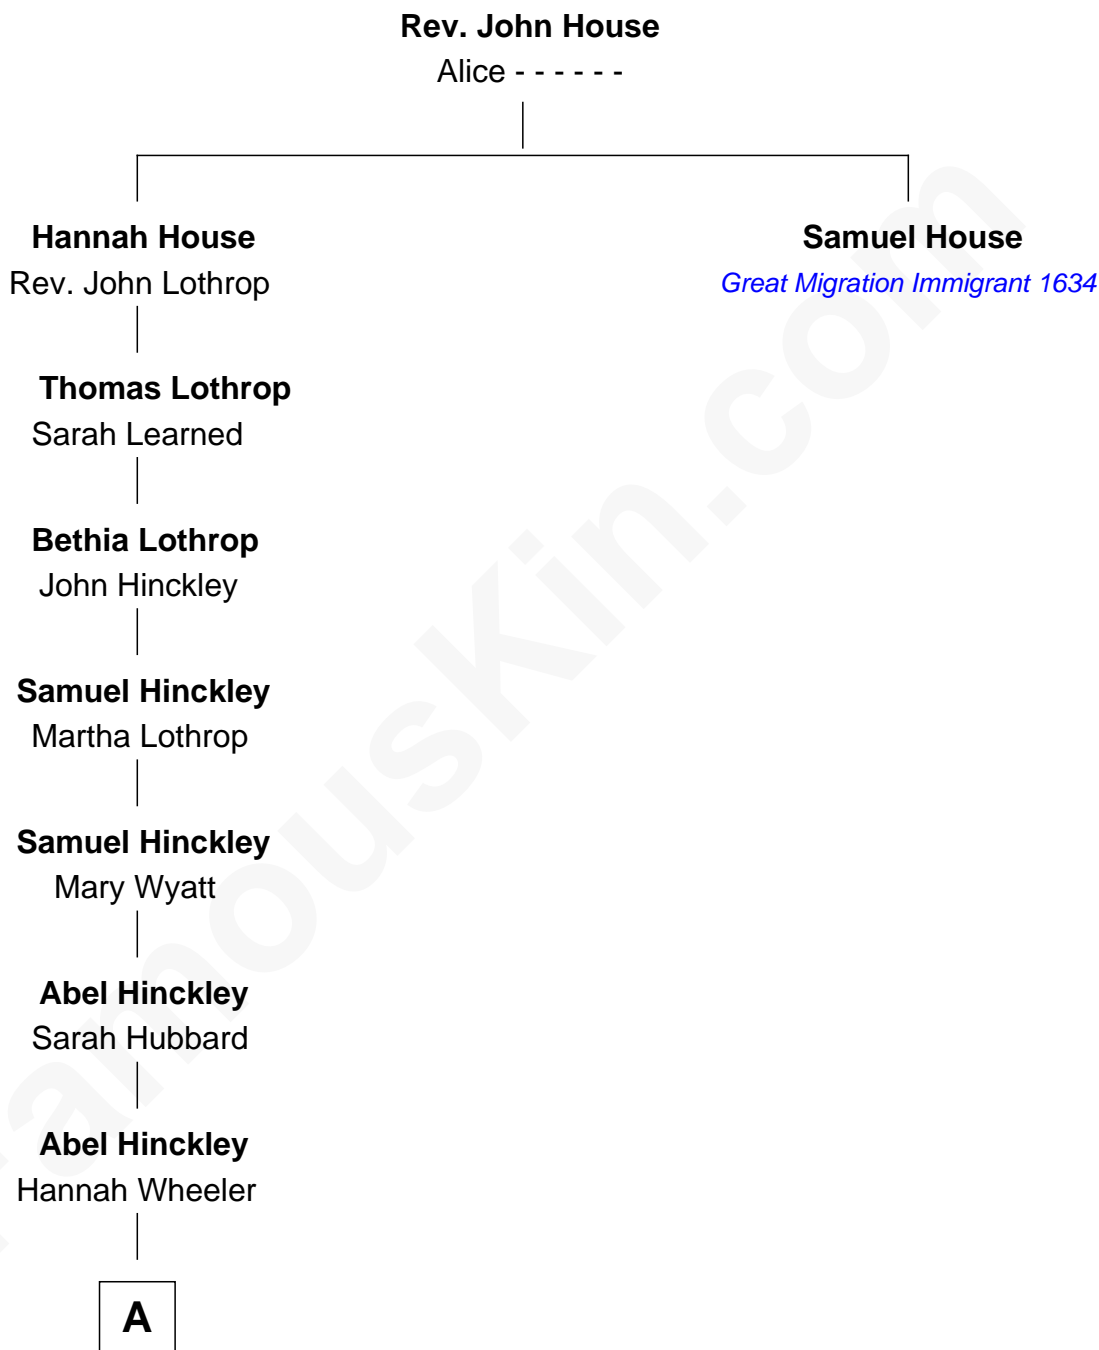 Rev. John House
Alice - - - - - -
Hannah House
Rev. John Lothrop
Samuel House
Great Migration Immigrant 1634
Thomas Lothrop
Sarah Learned
Bethia Lothrop
John Hinckley
Samuel Hinckley
Martha Lothrop
Samuel Hinckley
Mary Wyatt
Abel Hinckley
Sarah Hubbard
Abel Hinckley
Hannah Wheeler
A
FamousKin.com